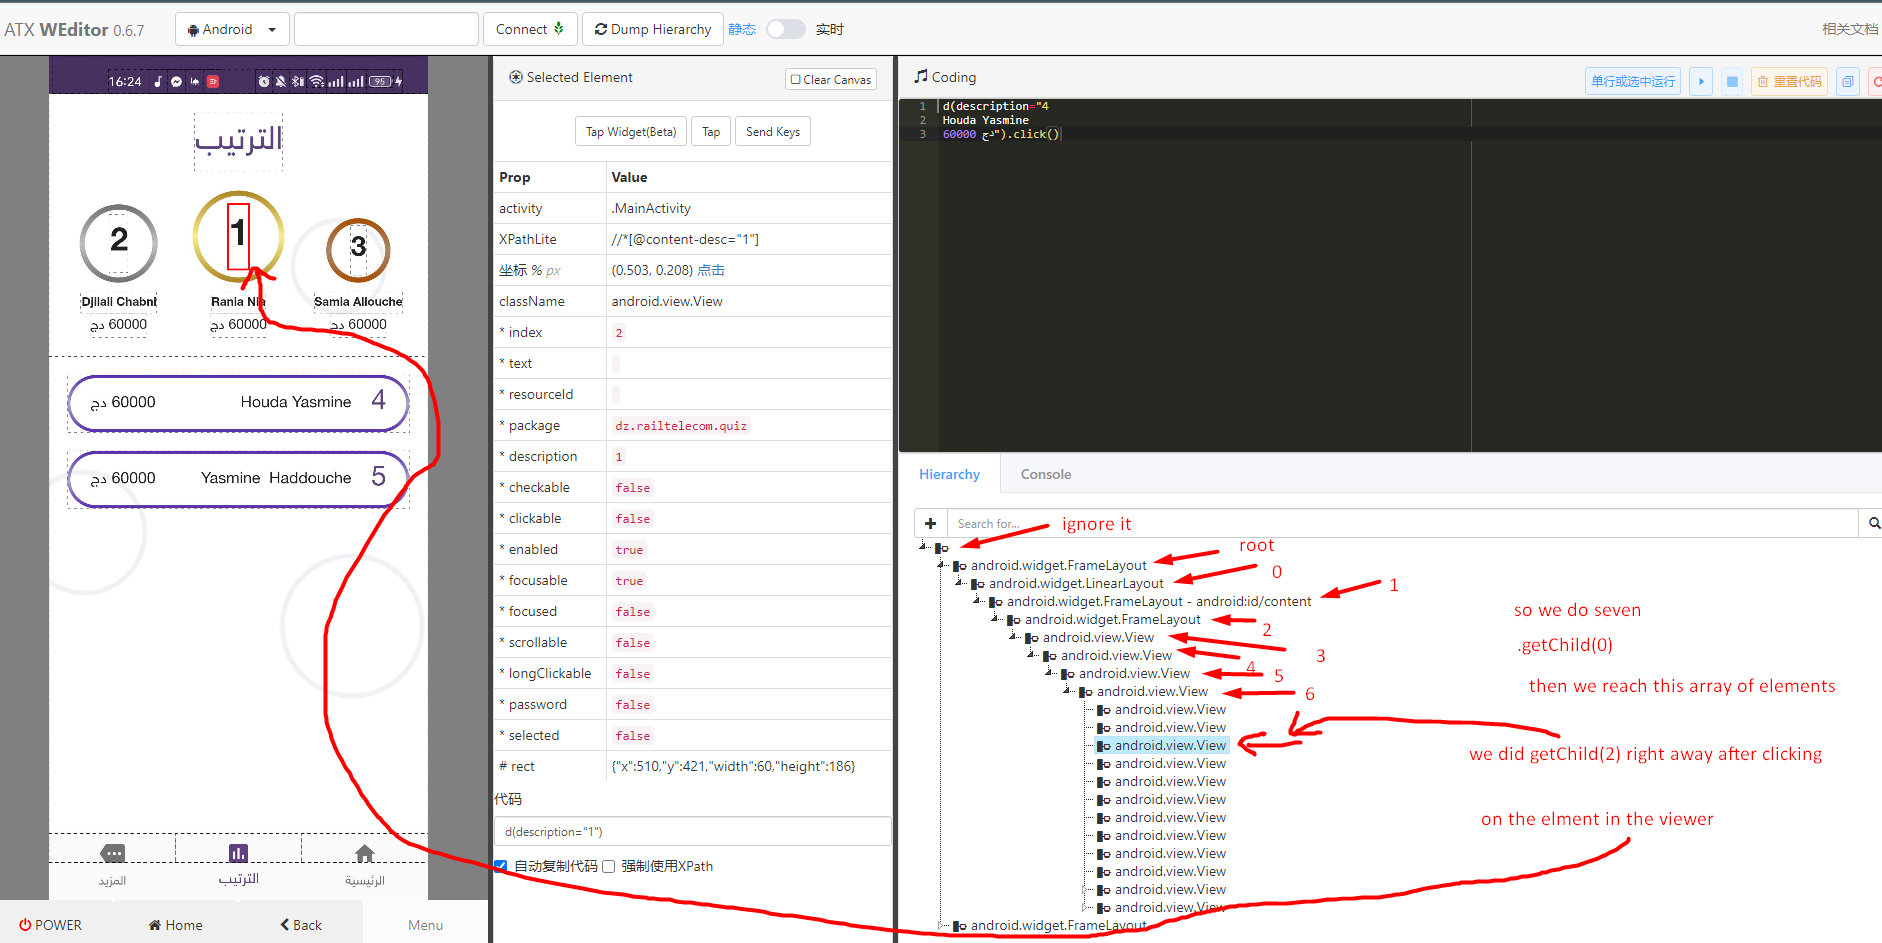 ATX WEditor 0.6.7
Android
Connect
Dump Hierarchy
静态
实时
相关文档
16:24
95
الترتيب
2
1
3
Djilali Chabni
Rania Nia
Samia Allouche
60000 دج
60000 دج
60000 دج
60000 دج
Houda Yasmine
4
60000 دج
Yasmine Haddouche
5
المزيد
الترتيب
الرئيسية
POWER
Home
Back
Menu
Selected Element
Clear Canvas
Tap Widget(Beta)
Tap
Send Keys
Prop Value
activity .MainActivity
XPathLite //*[@content-desc="1"]
坐标 % px (0.503, 0.208) 点击
className android.view.View
* index 2
* text
* resourceId
* package dz.railtelecom.quiz
* description 1
* checkable false
* clickable false
* enabled true
* focusable true
* focused false
* scrollable false
* longClickable false
* password false
* selected false
# rect {"x":510,"y":421,"width":60,"height":186}
代码
d(description="1")
自动复制代码 强制使用XPath
Coding
单行或选中运行
重置代码
1 d(description="4
2 Houda Yasmine
3 60000 دج").click()
Hierarchy
Console
Search for...
ignore it
android.widget.FrameLayout
root
android.widget.LinearLayout
0
android.widget.FrameLayout - android:id/content
1
android.widget.FrameLayout
2
android.view.View
3
android.view.View
4
android.view.View
5
android.view.View
6
android.view.View
android.view.View
android.view.View
android.view.View
android.view.View
android.view.View
android.view.View
android.view.View
android.view.View
android.view.View
android.view.View
android.view.View
android.widget.FrameLayout
so we do seven
.getChild(0)
then we reach this array of elements
we did getChild(2) right away after clicking
on the elment in the viewer